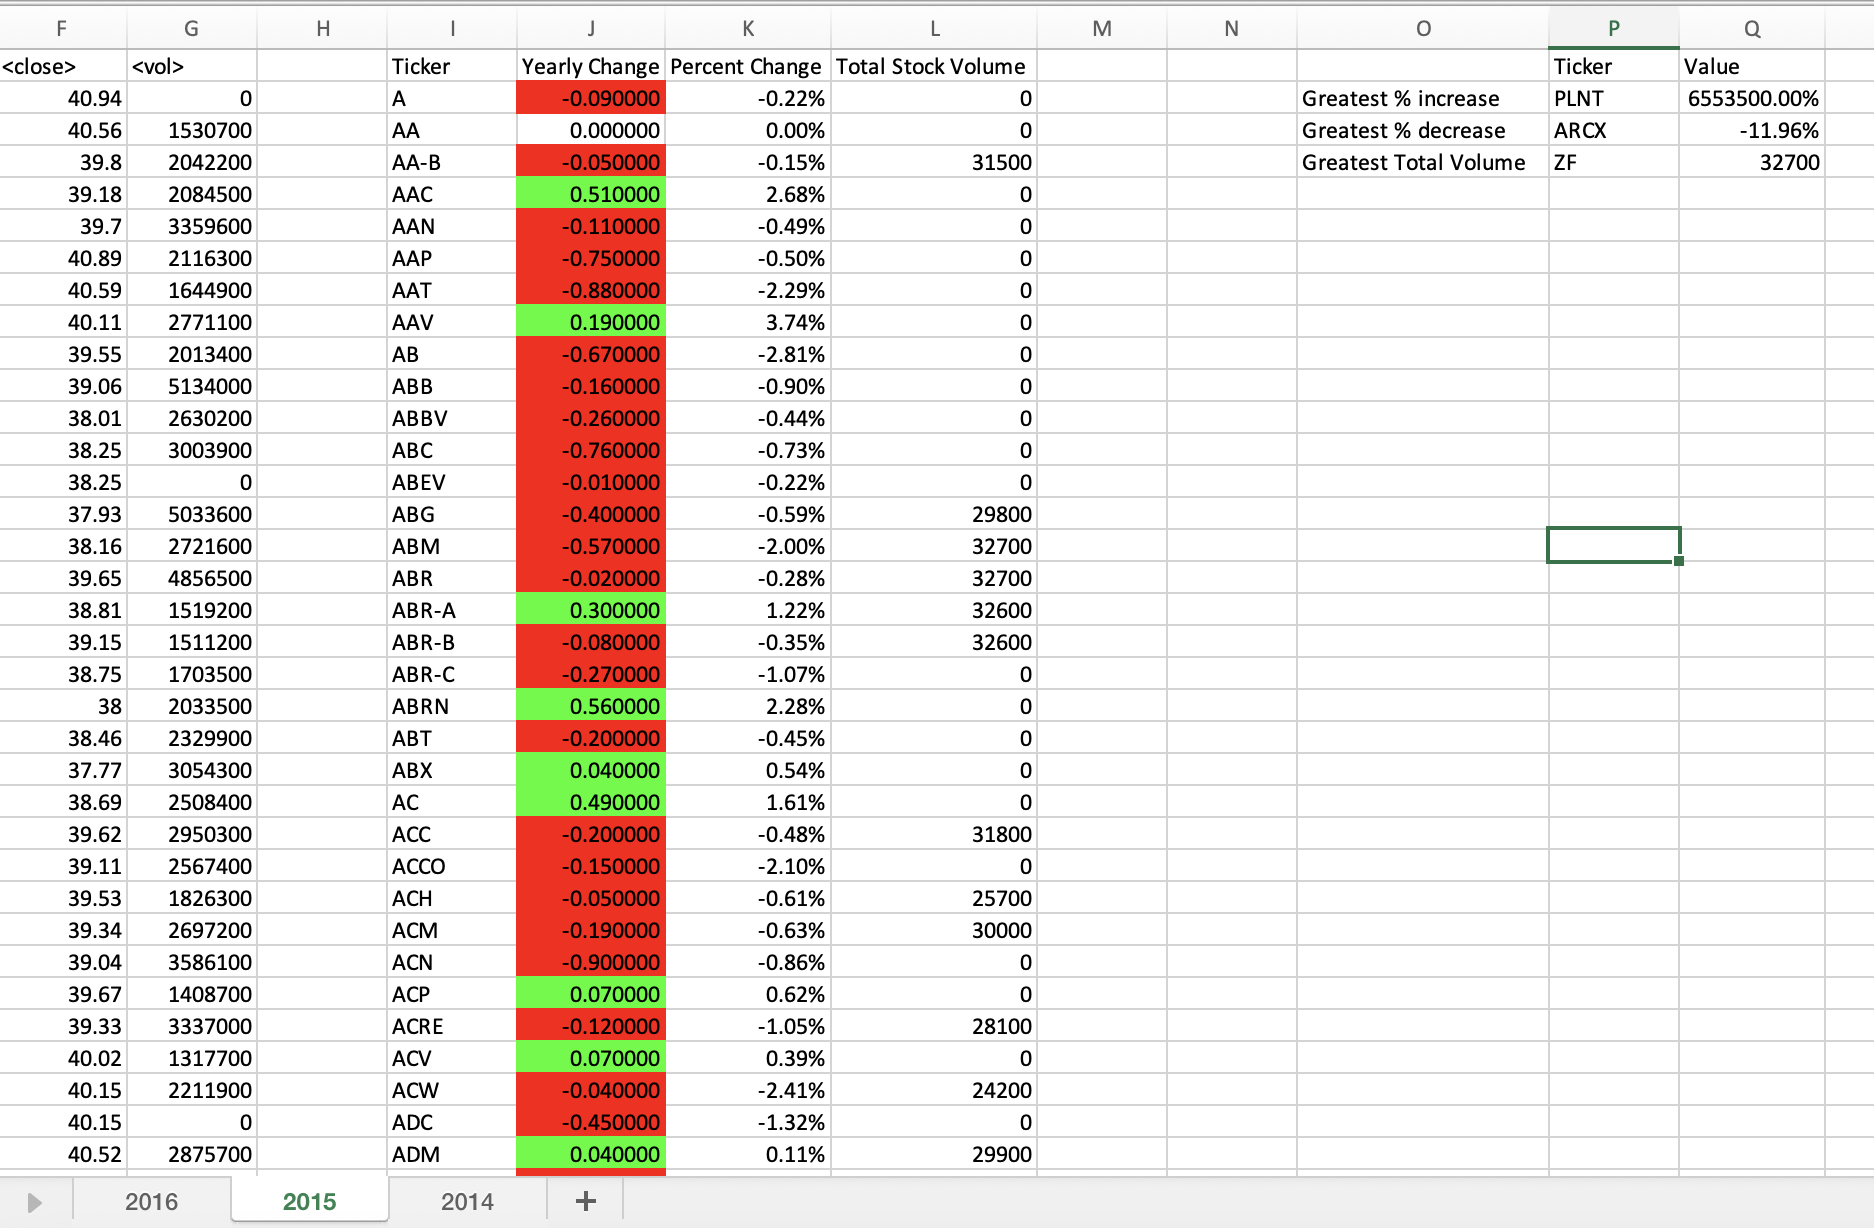 F G H I J K L M N O P Q
<close> <vol> Ticker Yearly Change Percent Change Total Stock Volume Ticker Value
40.94 0 A -0.090000 -0.22% 0 Greatest % increase PLNT 6553500.00%
40.56 1530700 AA 0.000000 0.00% 0 Greatest % decrease ARCX -11.96%
39.8 2042200 AA-B -0.050000 -0.15% 31500 Greatest Total Volume ZF 32700
39.18 2084500 AAC 0.510000 2.68% 0
39.7 3359600 AAN -0.110000 -0.49% 0
40.89 2116300 AAP -0.750000 -0.50% 0
40.59 1644900 AAT -0.880000 -2.29% 0
40.11 2771100 AAV 0.190000 3.74% 0
39.55 2013400 AB -0.670000 -2.81% 0
39.06 5134000 ABB -0.160000 -0.90% 0
38.01 2630200 ABBV -0.260000 -0.44% 0
38.25 3003900 ABC -0.760000 -0.73% 0
38.25 0 ABEV -0.010000 -0.22% 0
37.93 5033600 ABG -0.400000 -0.59% 29800
38.16 2721600 ABM -0.570000 -2.00% 32700
39.65 4856500 ABR -0.020000 -0.28% 32700
38.81 1519200 ABR-A 0.300000 1.22% 32600
39.15 1511200 ABR-B -0.080000 -0.35% 32600
38.75 1703500 ABR-C -0.270000 -1.07% 0
38 2033500 ABRN 0.560000 2.28% 0
38.46 2329900 ABT -0.200000 -0.45% 0
37.77 3054300 ABX 0.040000 0.54% 0
38.69 2508400 AC 0.490000 1.61% 0
39.62 2950300 ACC -0.200000 -0.48% 31800
39.11 2567400 ACCO -0.150000 -2.10% 0
39.53 1826300 ACH -0.050000 -0.61% 25700
39.34 2697200 ACM -0.190000 -0.63% 30000
39.04 3586100 ACN -0.900000 -0.86% 0
39.67 1408700 ACP 0.070000 0.62% 0
39.33 3337000 ACRE -0.120000 -1.05% 28100
40.02 1317700 ACV 0.070000 0.39% 0
40.15 2211900 ACW -0.040000 -2.41% 24200
40.15 0 ADC -0.450000 -1.32% 0
40.52 2875700 ADM 0.040000 0.11% 29900
2016 2015 2014 +